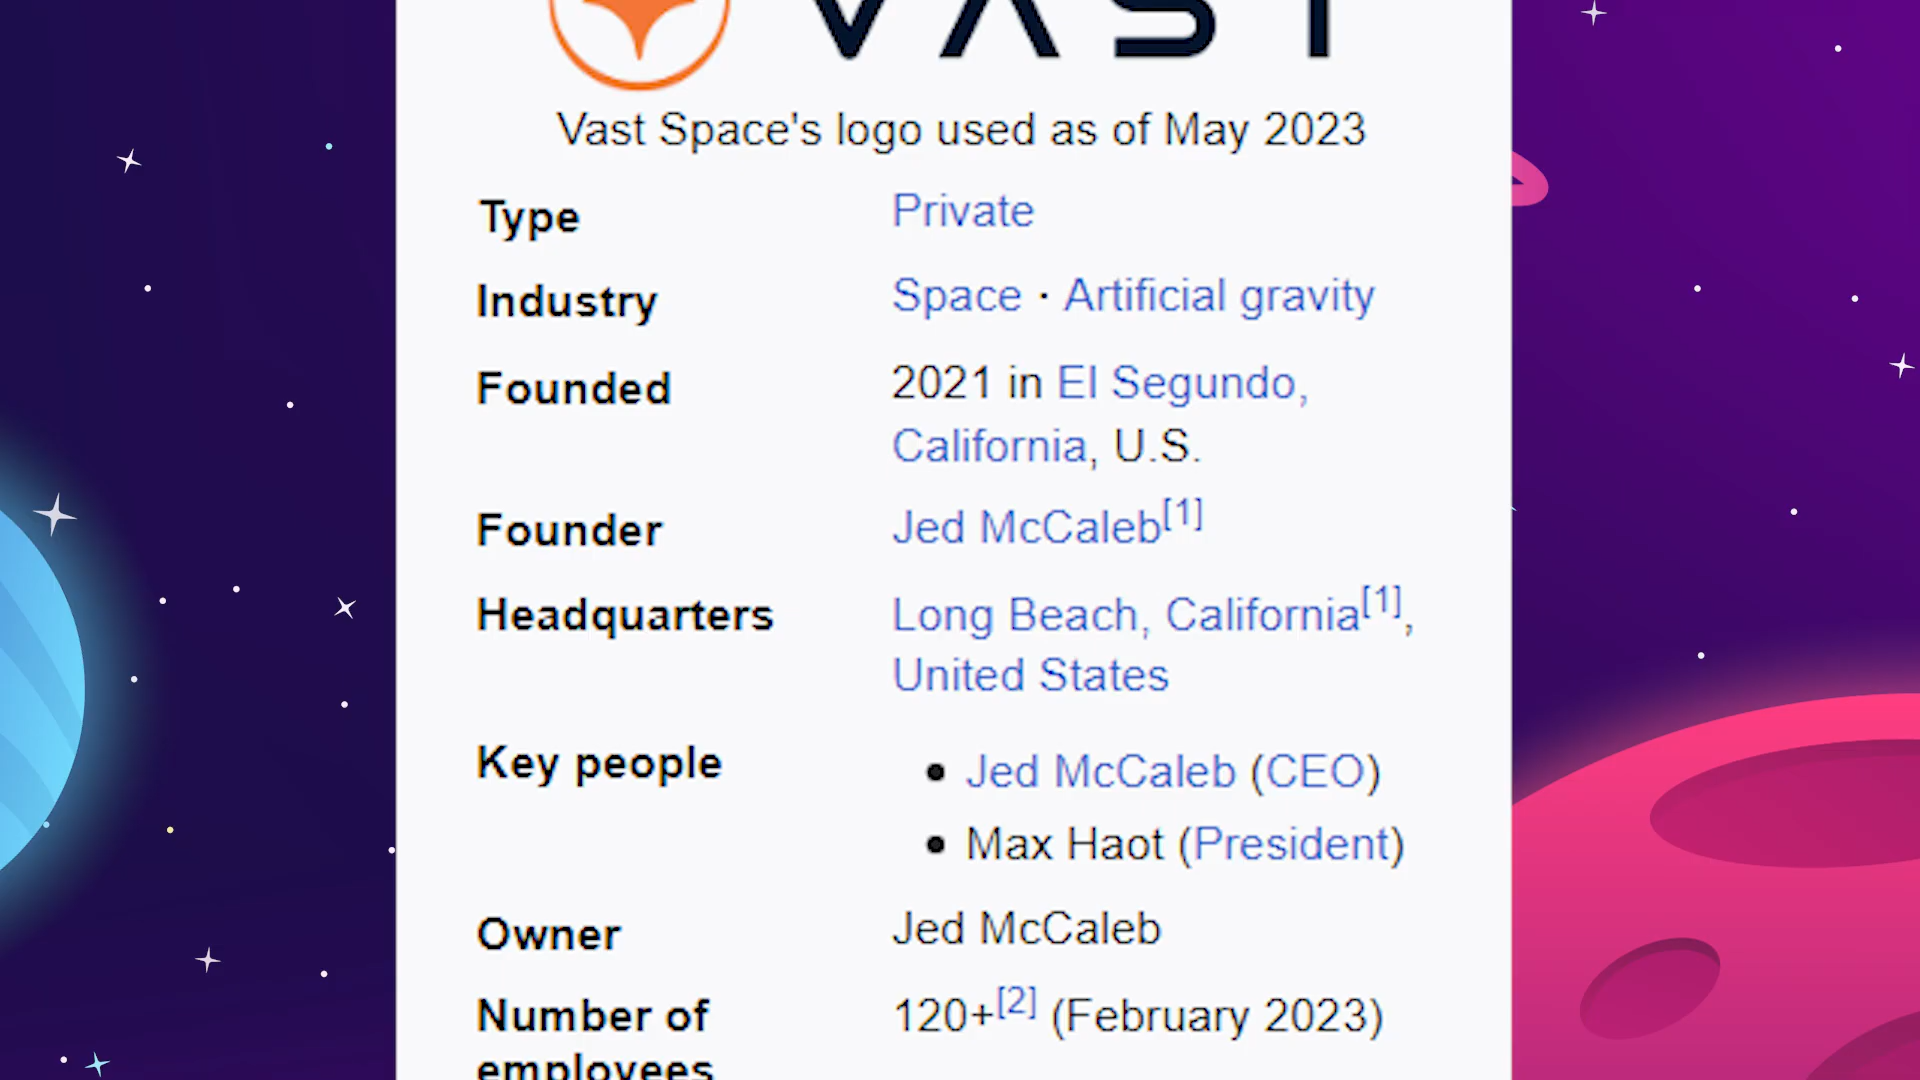 VAST
Vast Space's logo used as of May 2023
Type Private
Industry Space · Artificial gravity
Founded 2021 in El Segundo,
California, U.S.
Founder Jed McCaleb[1]
Headquarters Long Beach, California[1],
United States
Key people • Jed McCaleb (CEO)
• Max Haot (President)
Owner Jed McCaleb
Number of 120+[2] (February 2023)
employees